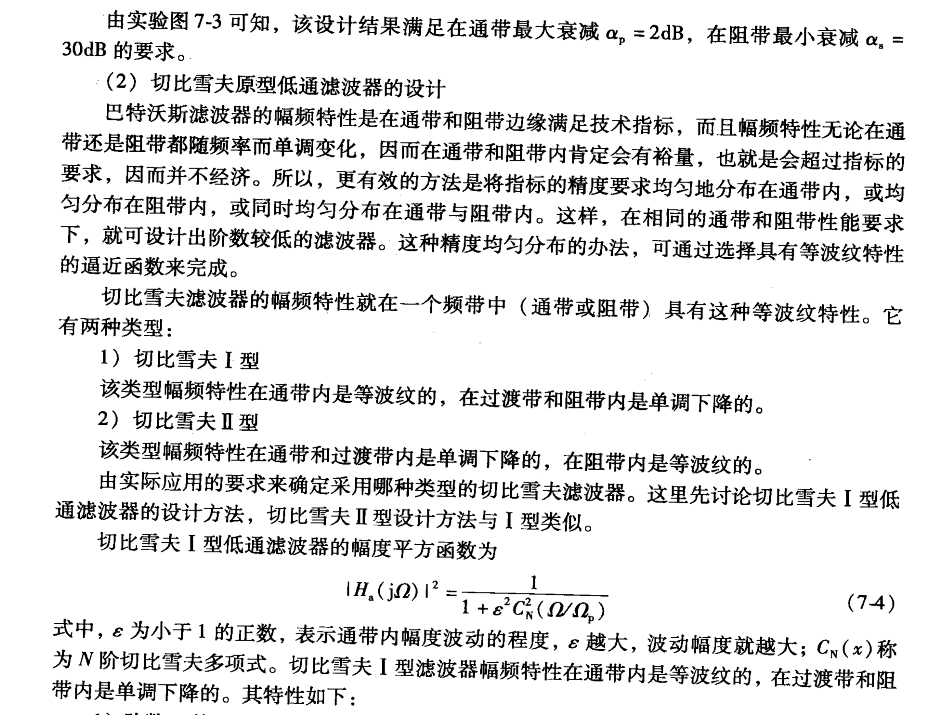 由实验图 7-3 可知，该设计结果满足在通带最大衰减 αp = 2dB，在阻带最小衰减 αs =
30dB 的要求。
（2）切比雪夫原型低通滤波器的设计
巴特沃斯滤波器的幅频特性是在通带和阻带边缘满足技术指标，而且幅频特性无论在通
带还是阻带都随频率而单调变化，因而在通带和阻带内肯定会有裕量，也就是会超过指标的
要求，因而并不经济。所以，更有效的方法是将指标的精度要求均匀地分布在通带内，或均
匀分布在阻带内，或同时均匀分布在通带与阻带内。这样，在相同的通带和阻带性能要求
下，就可设计出阶数较低的滤波器。这种精度均匀分布的办法，可通过选择具有等波纹特性
的逼近函数来完成。
切比雪夫滤波器的幅频特性就在一个频带中（通带或阻带）具有这种等波纹特性。它
有两种类型：
1）切比雪夫Ⅰ型
该类型幅频特性在通带内是等波纹的，在过渡带和阻带内是单调下降的。
2）切比雪夫Ⅱ型
该类型幅频特性在通带和过渡带内是单调下降的，在阻带内是等波纹的。
由实际应用的要求来确定采用哪种类型的切比雪夫滤波器。这里先讨论切比雪夫Ⅰ型低
通滤波器的设计方法，切比雪夫Ⅱ型设计方法与Ⅰ型类似。
切比雪夫Ⅰ型低通滤波器的幅度平方函数为
|Ha(jΩ)|² = 1 / (1 + ε²C²N(Ω/Ωp)) (7-4)
式中，ε 为小于 1 的正数，表示通带内幅度波动的程度，ε 越大，波动幅度就越大；CN(x)称
为 N 阶切比雪夫多项式。切比雪夫Ⅰ型滤波器幅频特性在通带内是等波纹的，在过渡带和阻
带内是单调下降的。其特性如下：